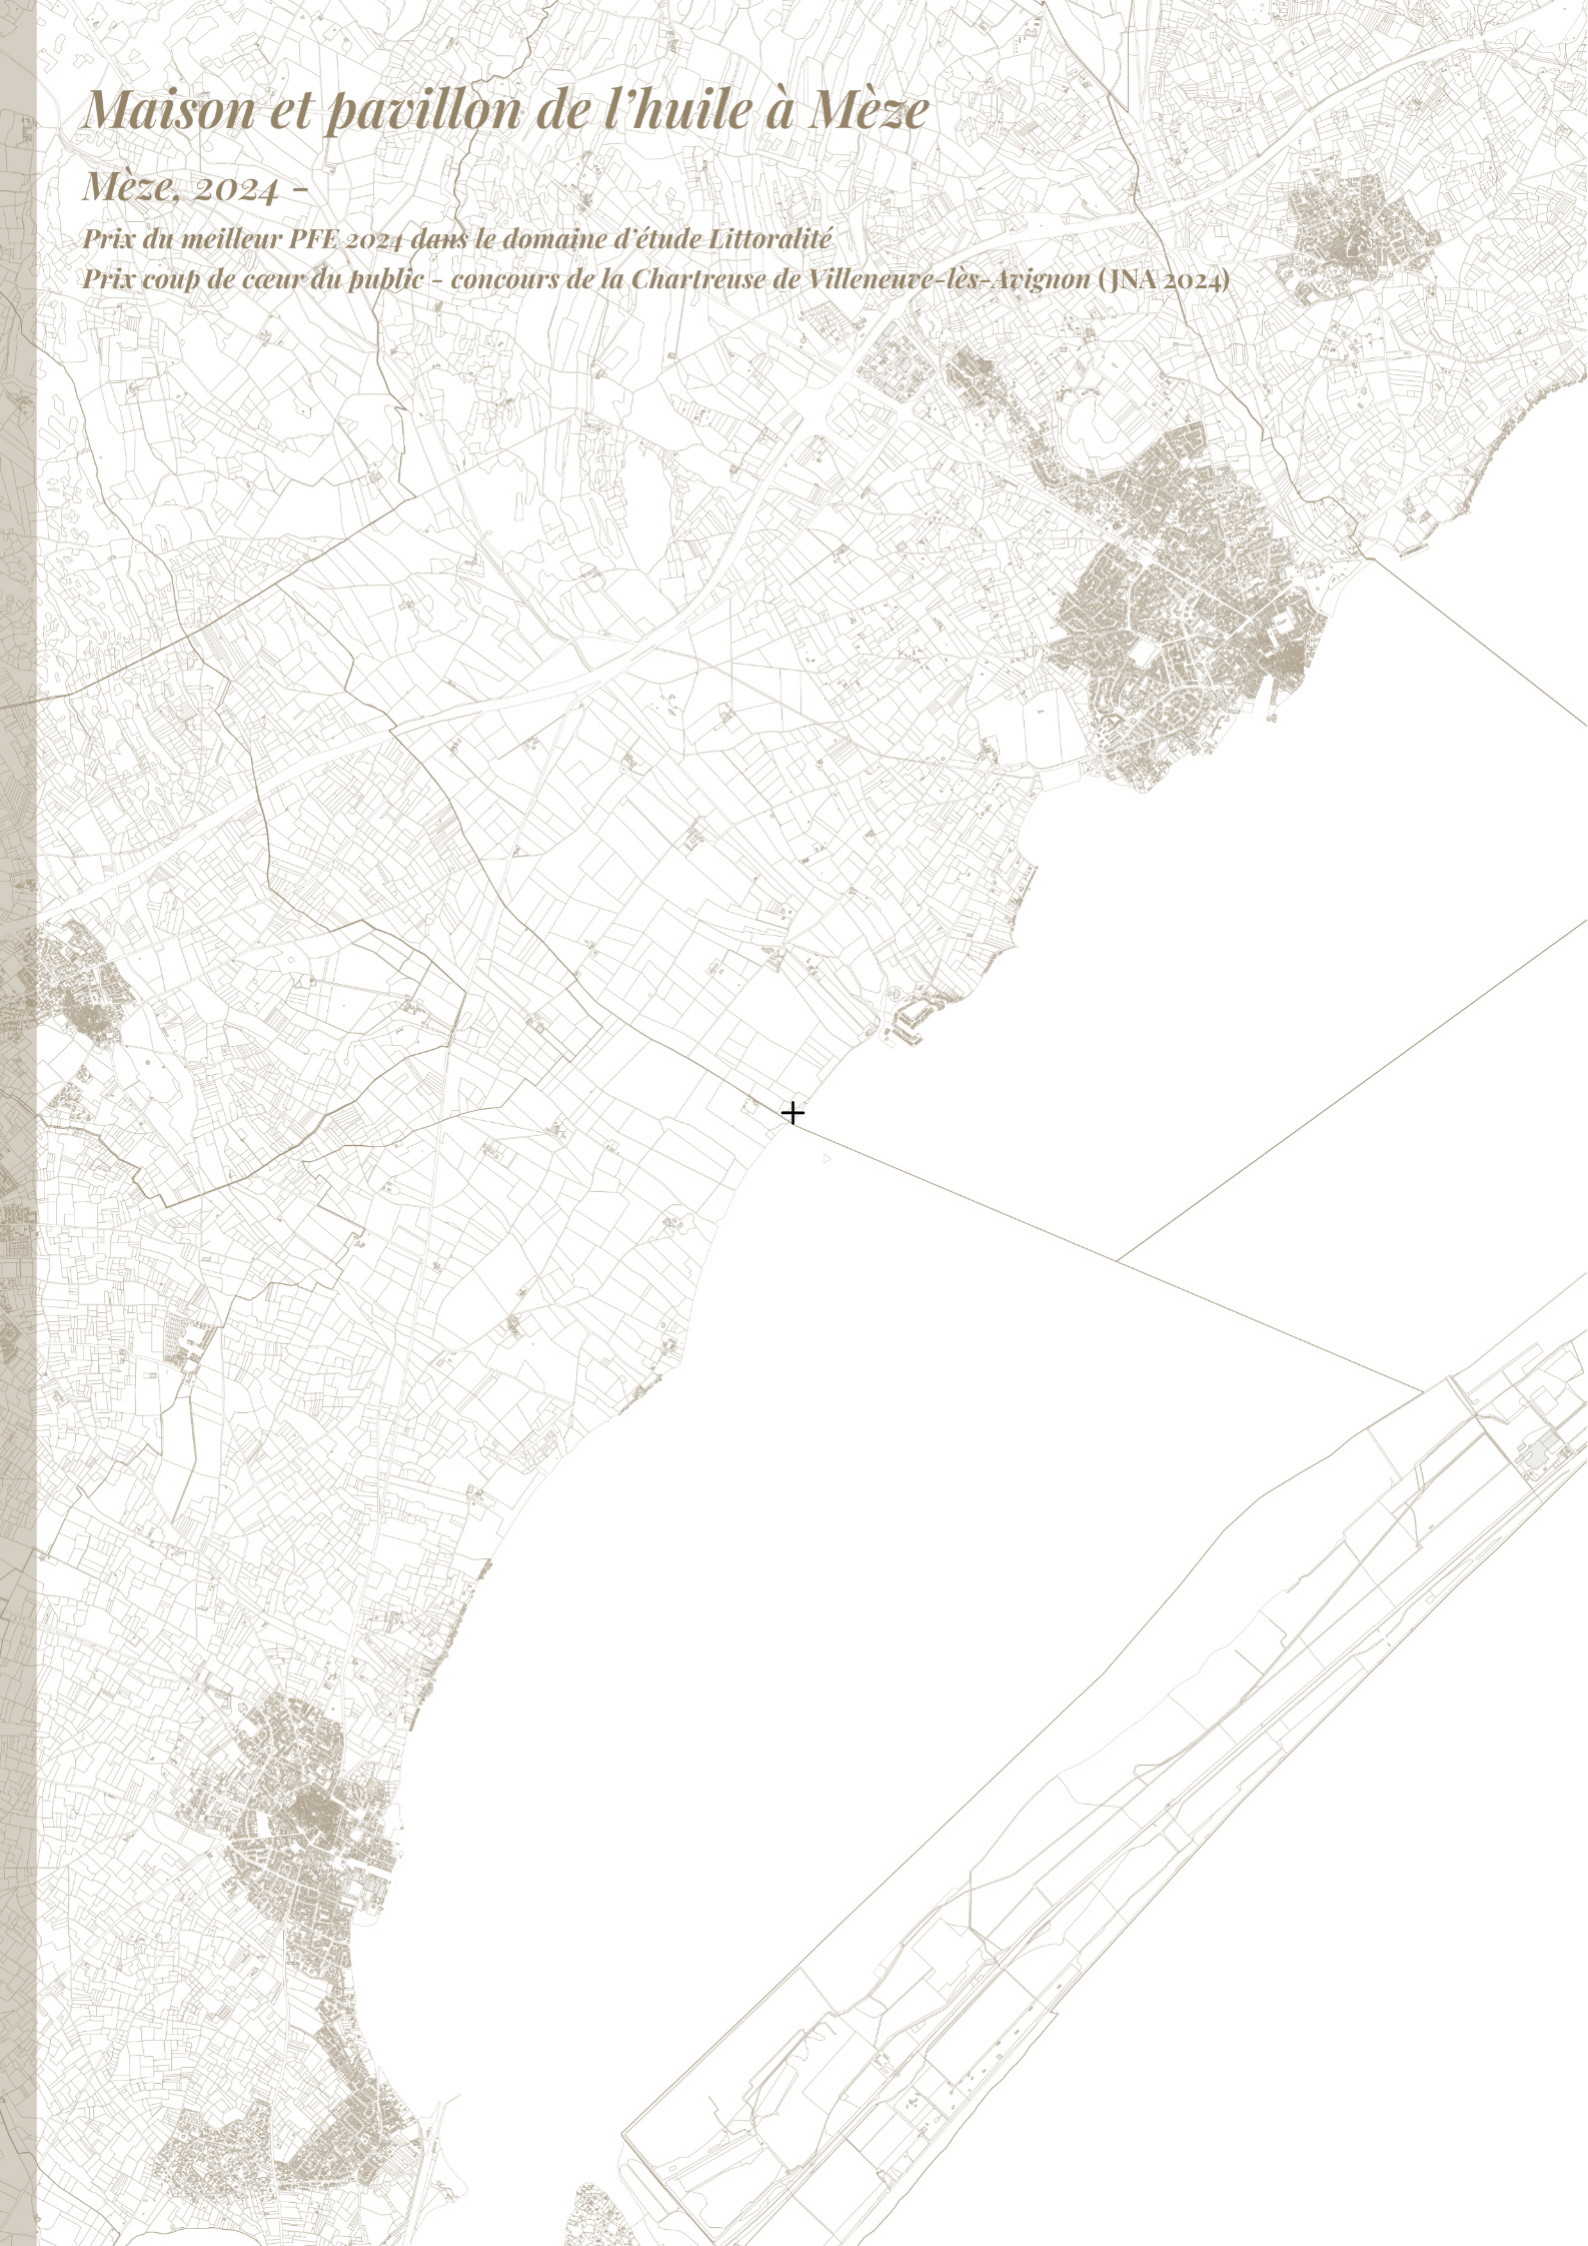 Maison et pavillon de l’huile à Mèze
Mèze, 2024 -
Prix du meilleur PFE 2024 dans le domaine d’étude Littoralité
Prix coup de cœur du public - concours de la Chartreuse de Villeneuve-lès-Avignon (JNA 2024)